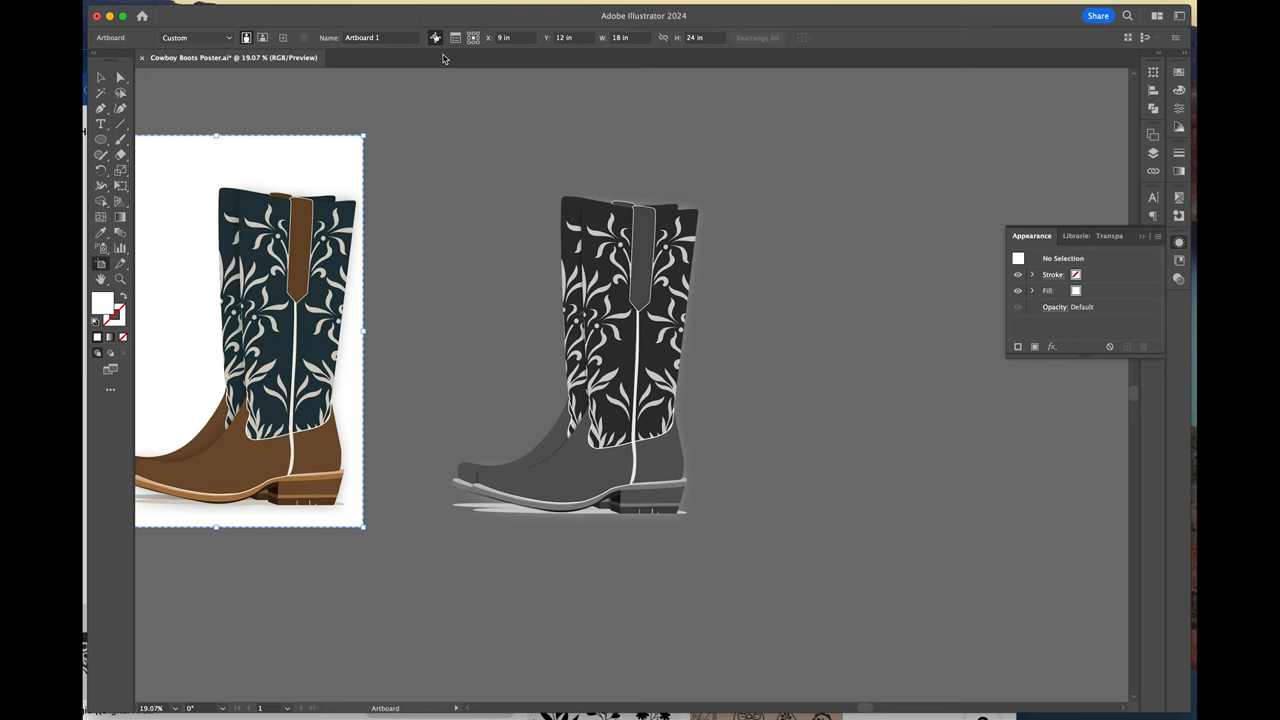 Adobe Illustrator 2024
Share
Artboard
Custom
Name:
Artboard 1
X:
9 in
Y:
12 in
W:
18 in
H:
24 in
Rearrange All
Cowboy Boots Poster.ai* @ 19.07 % (RGB/Preview)
Appearance
Librarie
Transpa
No Selection
Stroke:
Fill:
Opacity: Default
fx
19.07%
0°
1
Artboard